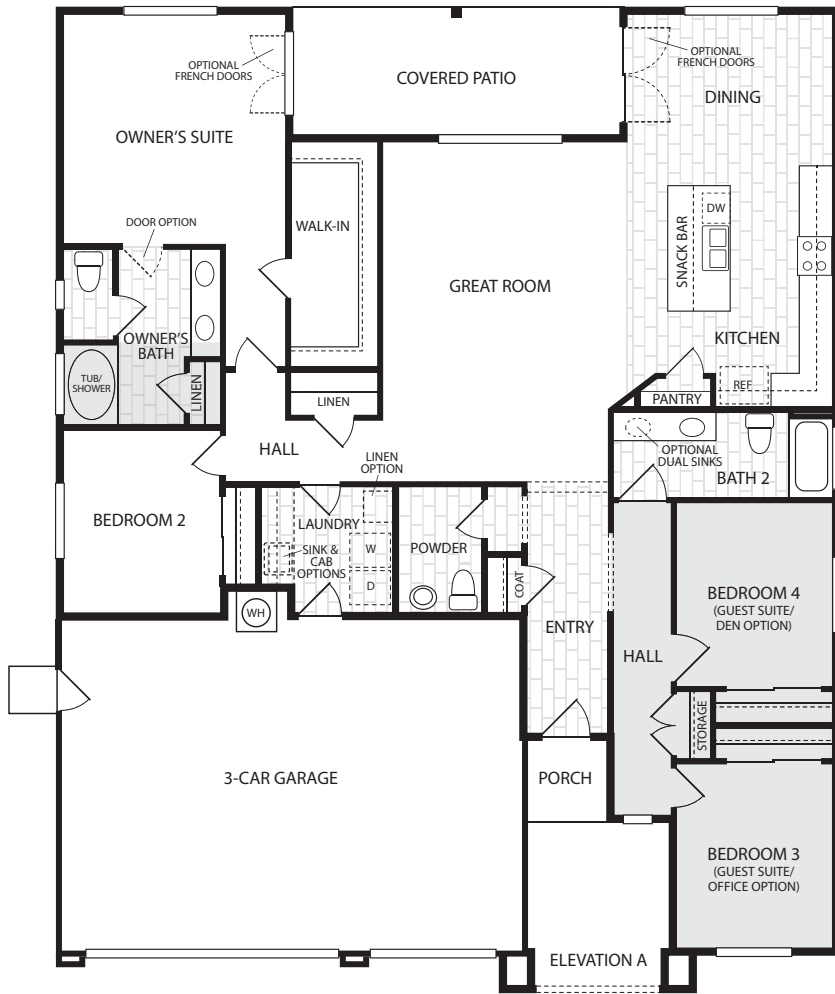 OPTIONAL
FRENCH DOORS
COVERED PATIO
OPTIONAL
FRENCH DOORS
DINING
OWNER'S SUITE
DOOR OPTION
WALK-IN
SNACK BAR
DW
GREAT ROOM
KITCHEN
OWNER'S
BATH
TUB/
SHOWER
LINEN
LINEN
PANTRY
REF
HALL
LINEN
OPTION
OPTIONAL
DUAL SINKS
BATH 2
BEDROOM 2
LAUNDRY
SINK &
CAB
OPTIONS
W
D
POWDER
COAT
WH
ENTRY
HALL
BEDROOM 4
(GUEST SUITE/
DEN OPTION)
STORAGE
3-CAR GARAGE
PORCH
BEDROOM 3
(GUEST SUITE/
OFFICE OPTION)
ELEVATION A